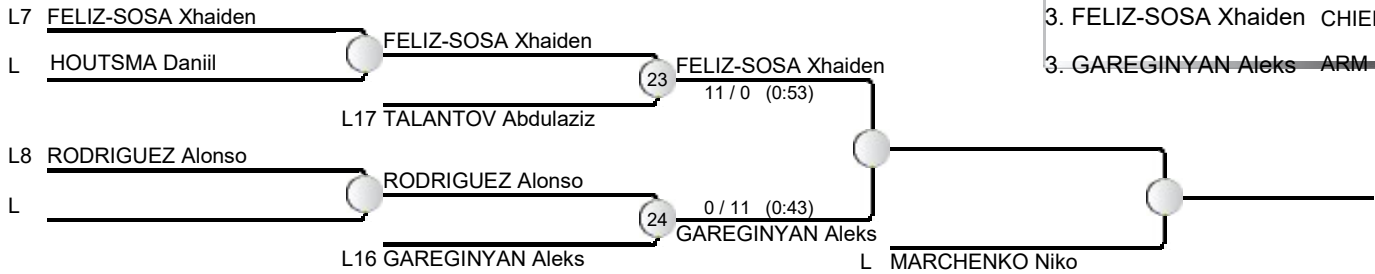 L7 FELIZ-SOSA Xhaiden
L HOUTSMA Daniil
FELIZ-SOSA Xhaiden
L17 TALANTOV Abdulaziz
23
FELIZ-SOSA Xhaiden
11 / 0 (0:53)
L8 RODRIGUEZ Alonso
L
RODRIGUEZ Alonso
L16 GAREGINYAN Aleks
24
0 / 11 (0:43)
GAREGINYAN Aleks
L MARCHENKO Niko
3. FELIZ-SOSA Xhaiden
3. GAREGINYAN Aleks ARM